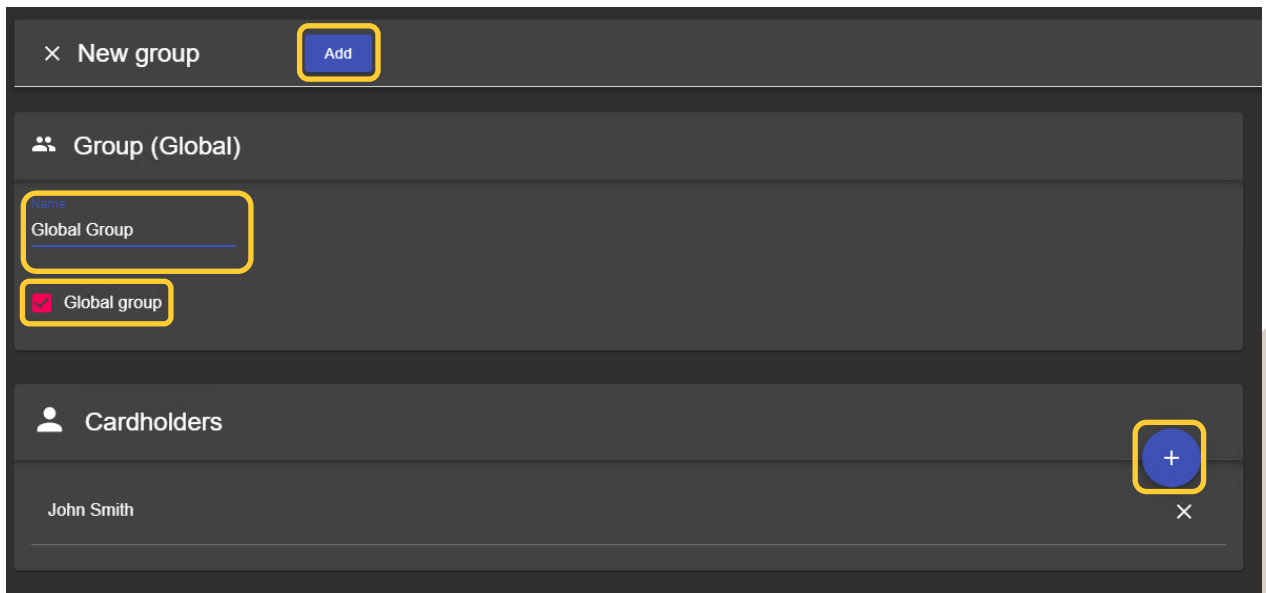 New group
Add
Group (Global)
Name
Global Group
Global group
Cardholders
John Smith